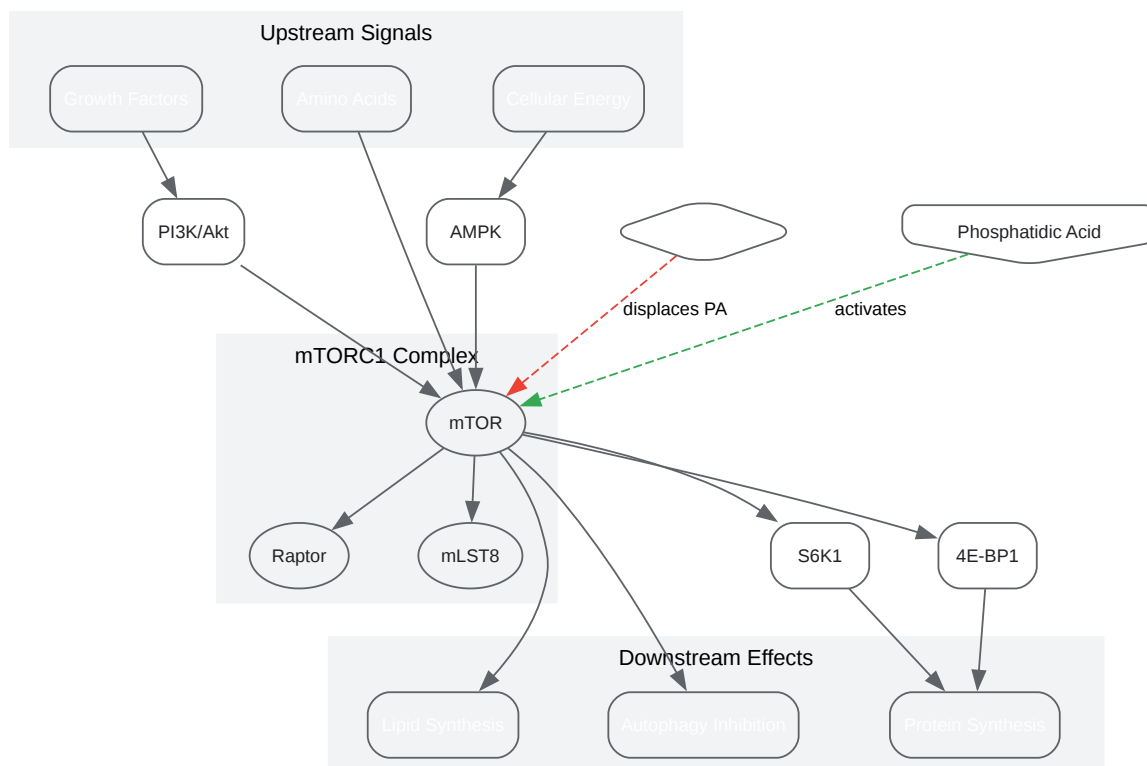 Upstream Signals
Growth Factors
Amino Acids
Cellular Energy
PI3K/Akt
AMPK
Phosphatidic Acid
displaces PA
activates
mTORC1 Complex
mTOR
Raptor
mLST8
S6K1
4E-BP1
Downstream Effects
Lipid Synthesis
Autophagy Inhibition
Protein Synthesis